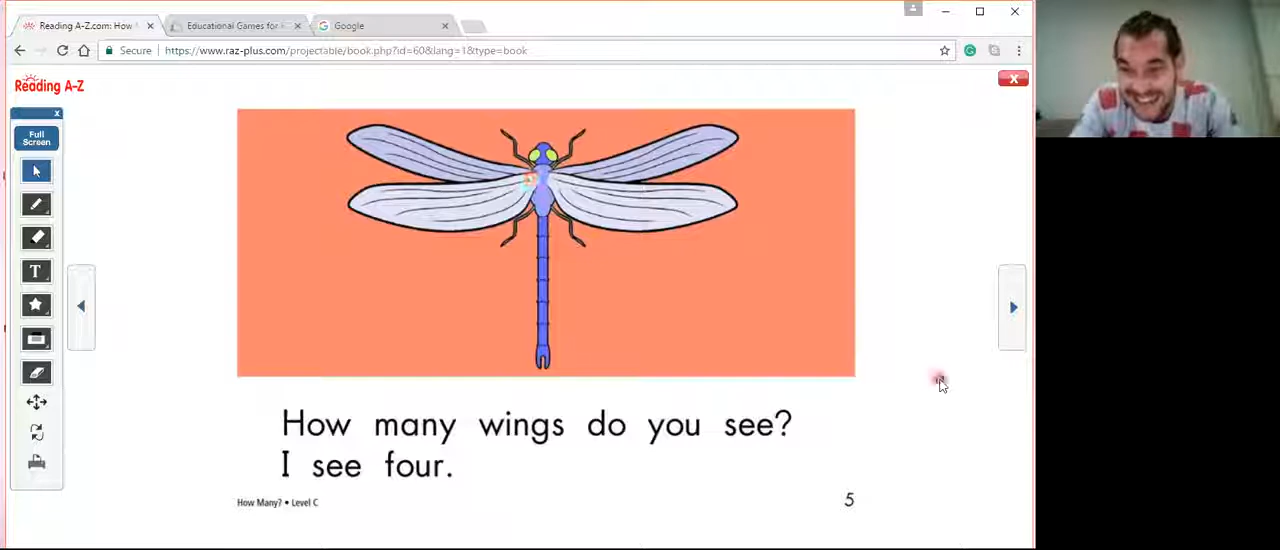 Reading A-Z.com: How M
Educational Games for K
Google
Secure
https://www.raz-plus.com/projectable/book.php?id=60&lang=1&type=book
Reading A-Z
x
X
Full
Screen
T
How many wings do you see?
I see four.
How Many? • Level C
5